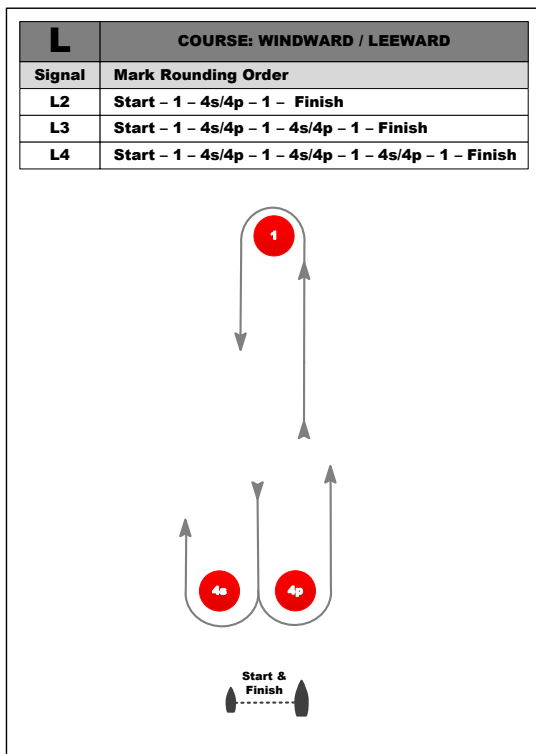 L COURSE: WINDWARD / LEEWARD
Signal Mark Rounding Order
L2 Start – 1 – 4s/4p – 1 – Finish
L3 Start – 1 – 4s/4p – 1 – 4s/4p – 1 – Finish
L4 Start – 1 – 4s/4p – 1 – 4s/4p – 1 – 4s/4p – 1 – Finish
1
4s 4p
Start &
Finish